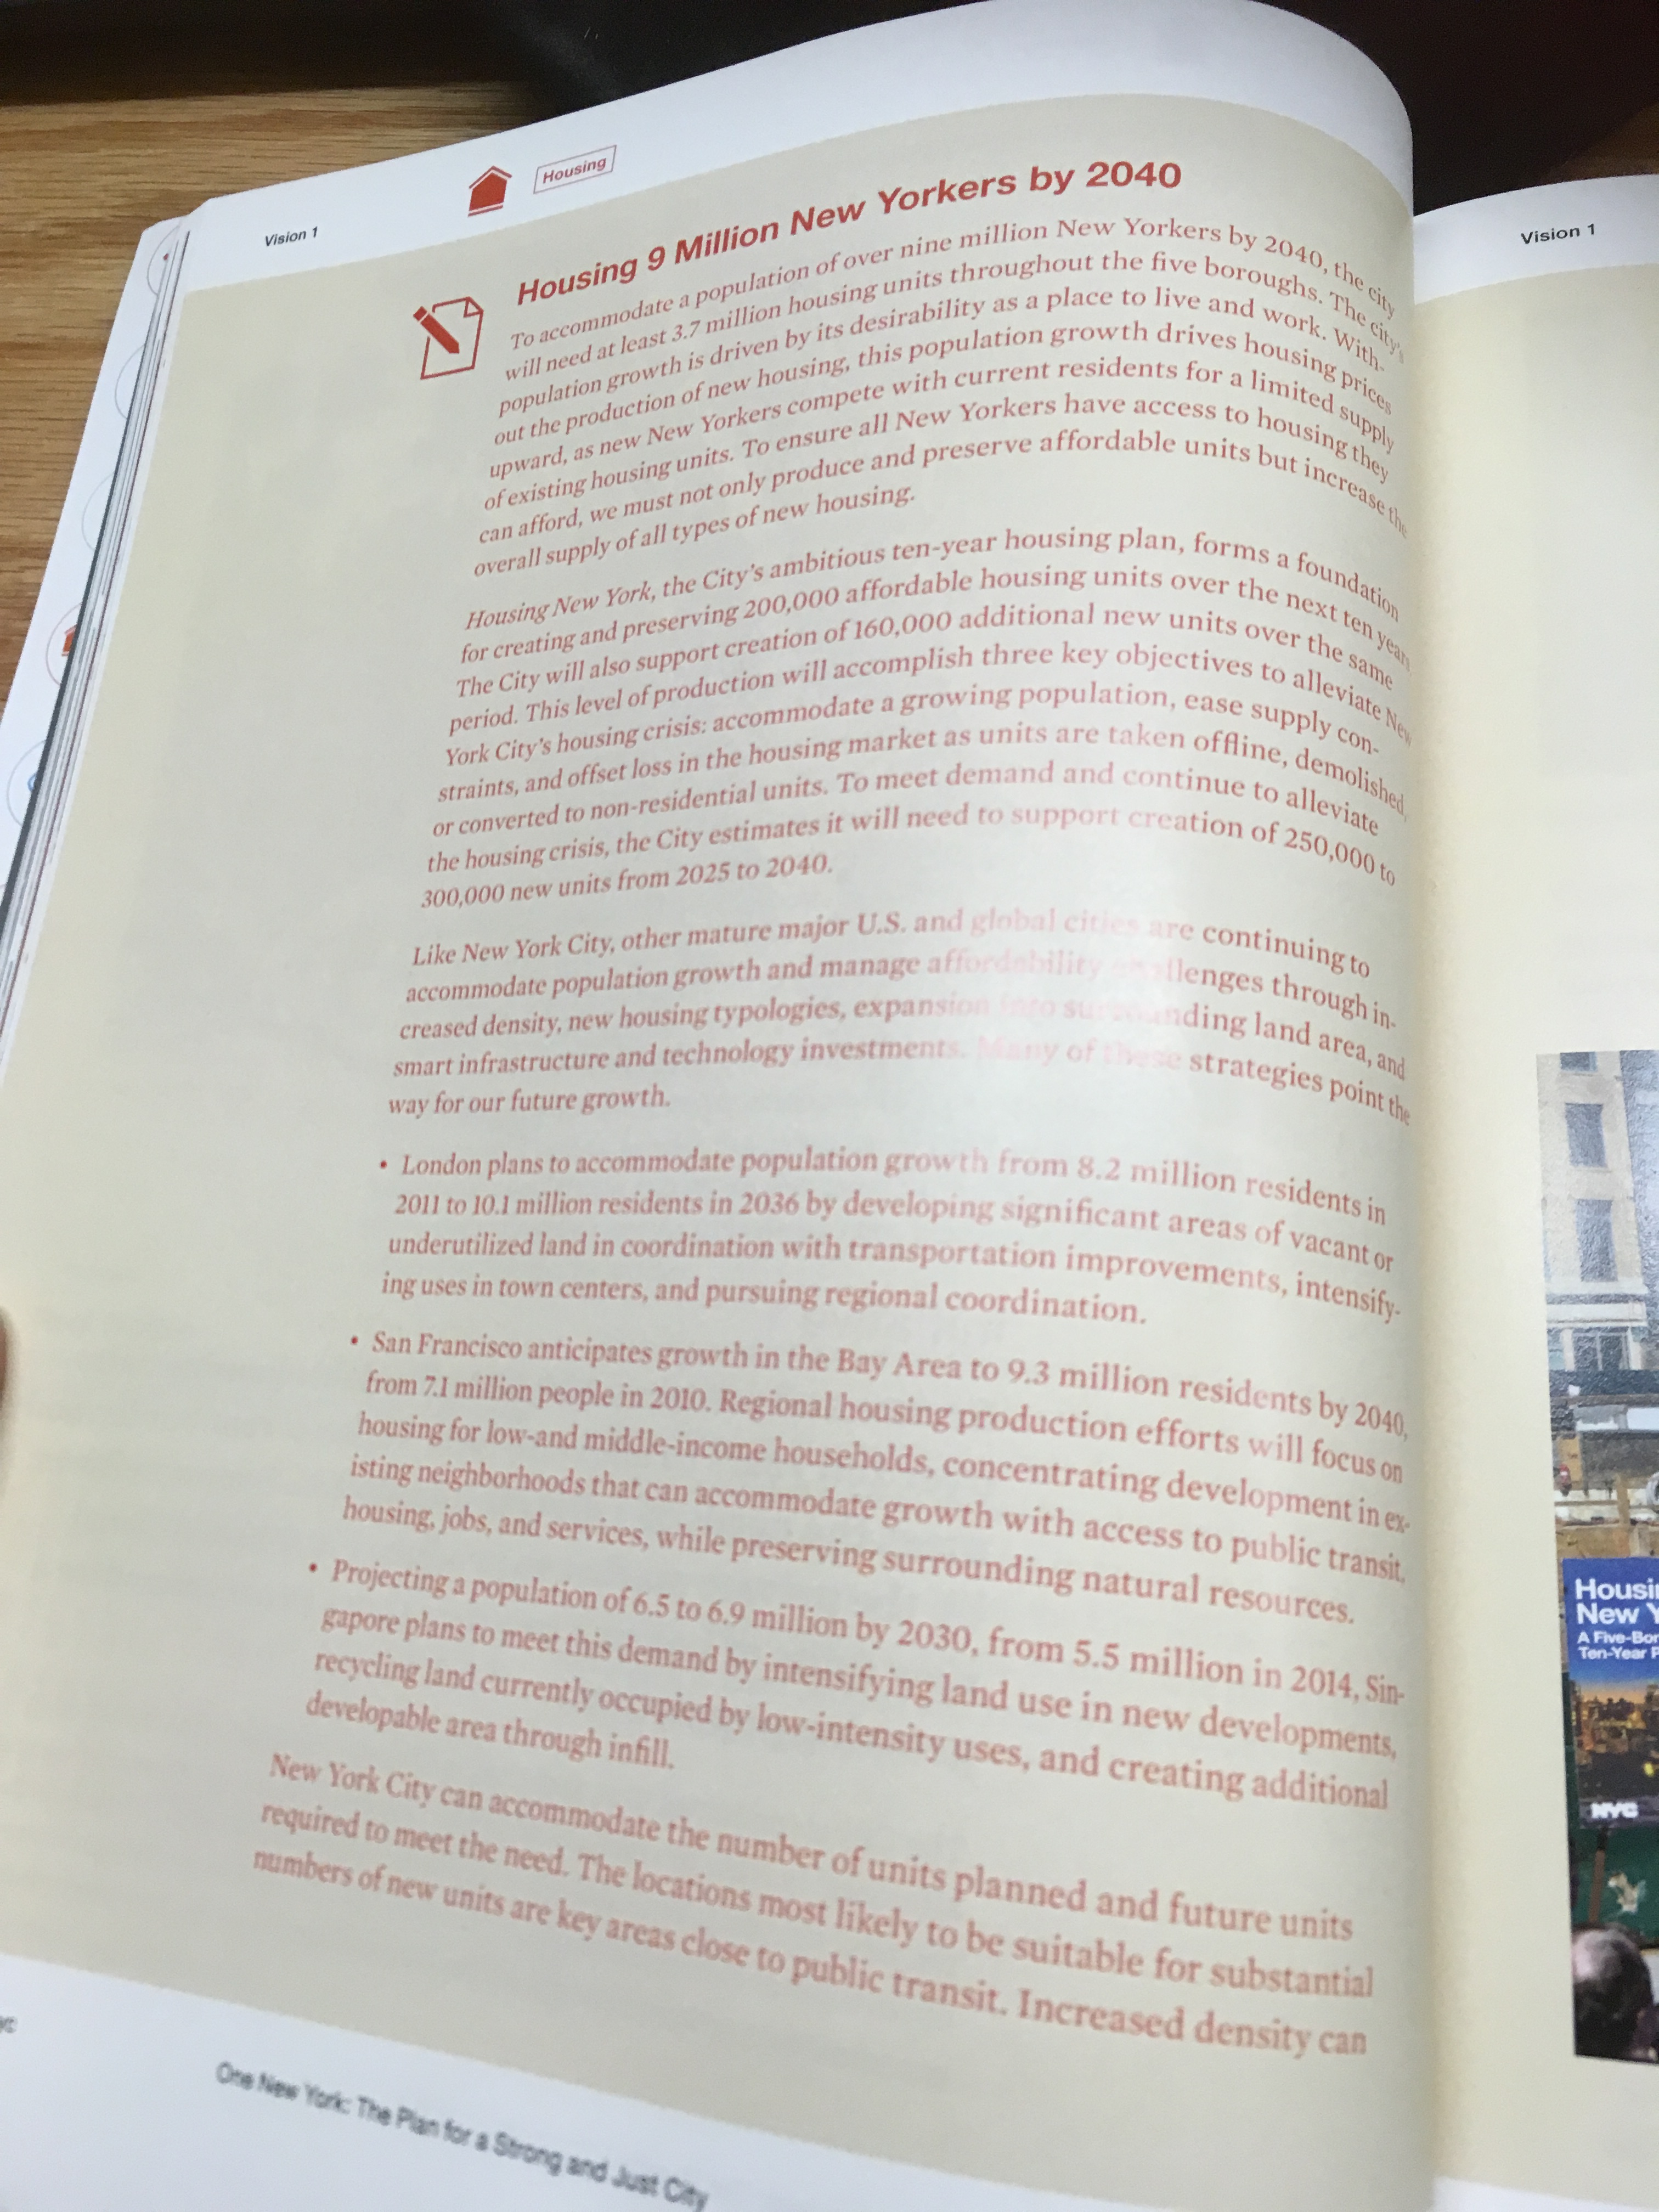 Vision 1
Housing
Housing 9 Million New Yorkers by 2040
To accommodate a population of over nine million New Yorkers by 2040, the city
will need at least 3.7 million housing units throughout the five boroughs. The city's
population growth is driven by its desirability as a place to live and work. With-
out the production of new housing, this population growth drives housing prices
upward, as new New Yorkers compete with current residents for a limited supply
of existing housing units. To ensure all New Yorkers have access to housing they
can afford, we must not only produce and preserve affordable units but increase the
overall supply of all types of new housing.
Housing New York, the City's ambitious ten-year housing plan, forms a foundation
for creating and preserving 200,000 affordable housing units over the next ten years
The City will also support creation of 160,000 additional new units over the same
period. This level of production will accomplish three key objectives to alleviate New
York City's housing crisis: accommodate a growing population, ease supply con-
straints, and offset loss in the housing market as units are taken offline, demolished,
or converted to non-residential units. To meet demand and continue to alleviate
the housing crisis, the City estimates it will need to support creation of 250,000 to
300,000 new units from 2025 to 2040.
Like New York City, other mature major U.S. and global cities are continuing to
accommodate population growth and manage affordability challenges through in-
creased density, new housing typologies, expansion into surrounding land area, and
smart infrastructure and technology investments. Many of these strategies point the
way for our future growth.
• London plans to accommodate population growth from 8.2 million residents in
2011 to 10.1 million residents in 2036 by developing significant areas of vacant or
underutilized land in coordination with transportation improvements, intensify-
ing uses in town centers, and pursuing regional coordination.
• San Francisco anticipates growth in the Bay Area to 9.3 million residents by 2040,
from 7.1 million people in 2010. Regional housing production efforts will focus on
housing for low-and middle-income households, concentrating development in ex-
isting neighborhoods that can accommodate growth with access to public transit,
housing, jobs, and services, while preserving surrounding natural resources.
• Projecting a population of 6.5 to 6.9 million by 2030, from 5.5 million in 2014, Sin-
gapore plans to meet this demand by intensifying land use in new developments,
recycling land currently occupied by low-intensity uses, and creating additional
developable area through infill.
New York City can accommodate the number of units planned and future units
required to meet the need. The locations most likely to be suitable for substantial
numbers of new units are key areas close to public transit. Increased density can
One New York: The Plan for a Strong and Just City
Vision 1
Housi
New Y
A Five-Bor
Ten-Year P
NYC